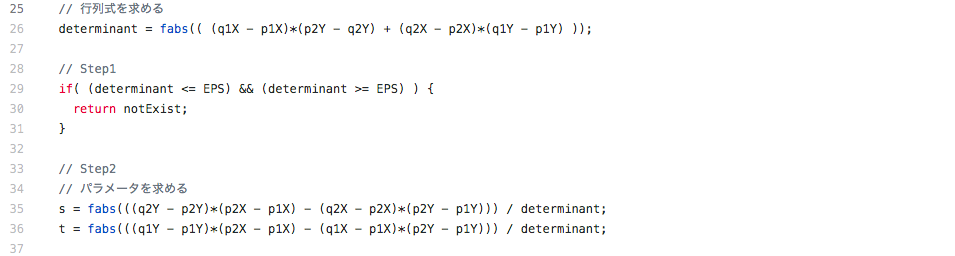 25 // 行列式を求める
26 determinant = fabs(( (q1X - p1X)*(p2Y - q2Y) + (q2X - p2X)*(q1Y - p1Y) ));
27
28 // Step1
29 if( (determinant <= EPS) && (determinant >= EPS) ) {
30 return notExist;
31 }
32
33 // Step2
34 // パラメータを求める
35 s = fabs(((q2Y - p2Y)*(p2X - p1X) - (q2X - p2X)*(p2Y - p1Y))) / determinant;
36 t = fabs(((q1Y - p1Y)*(p2X - p1X) - (q1X - p1X)*(p2Y - p1Y))) / determinant;
37